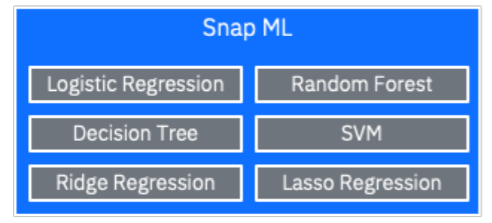 Snap ML
Logistic Regression
Random Forest
Decision Tree
SVM
Ridge Regression
Lasso Regression